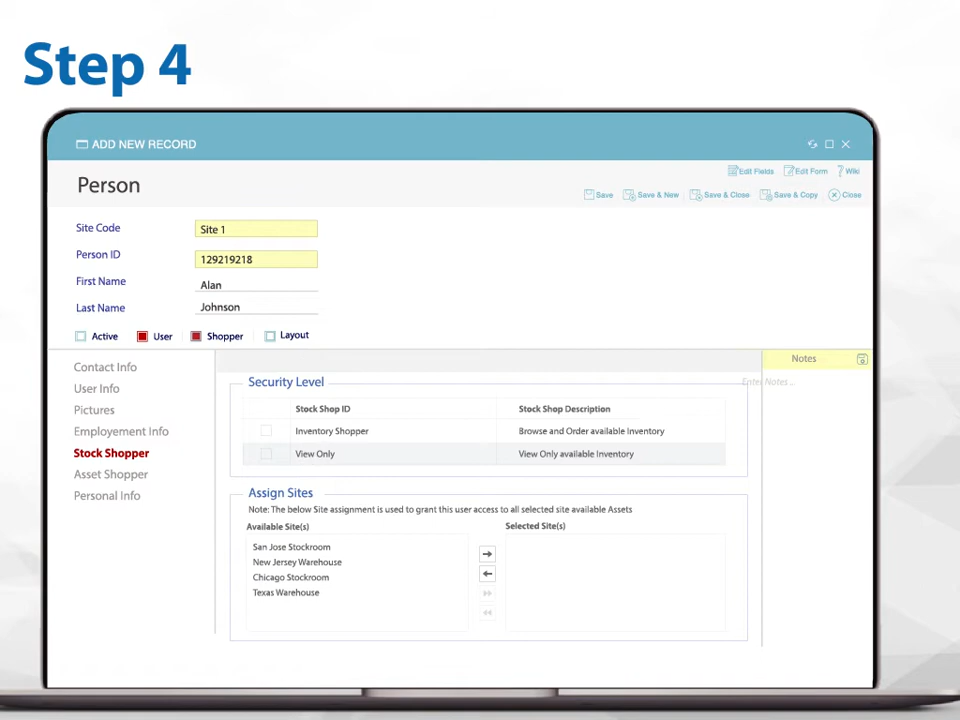 Step 4
ADD NEW RECORD
Edit Fields Edit Form ? Wiki
Person
Save Save & New Save & Close Save & Copy Close
Site Code Site 1
Person ID 129219218
First Name Alan
Last Name Johnson
Active User Shopper Layout
Contact Info
User Info
Pictures
Employement Info
Stock Shopper
Asset Shopper
Personal Info
Security Level
Stock Shop ID Stock Shop Description
Inventory Shopper Browse and Order available Inventory
View Only View Only available Inventory
Assign Sites
Note: The below Site assignment is used to grant this user access to all selected site available Assets
Available Site(s) Selected Site(s)
San Jose Stockroom
New Jersey Warehouse
Chicago Stockroom
Texas Warehouse
Notes
Enter Notes ..